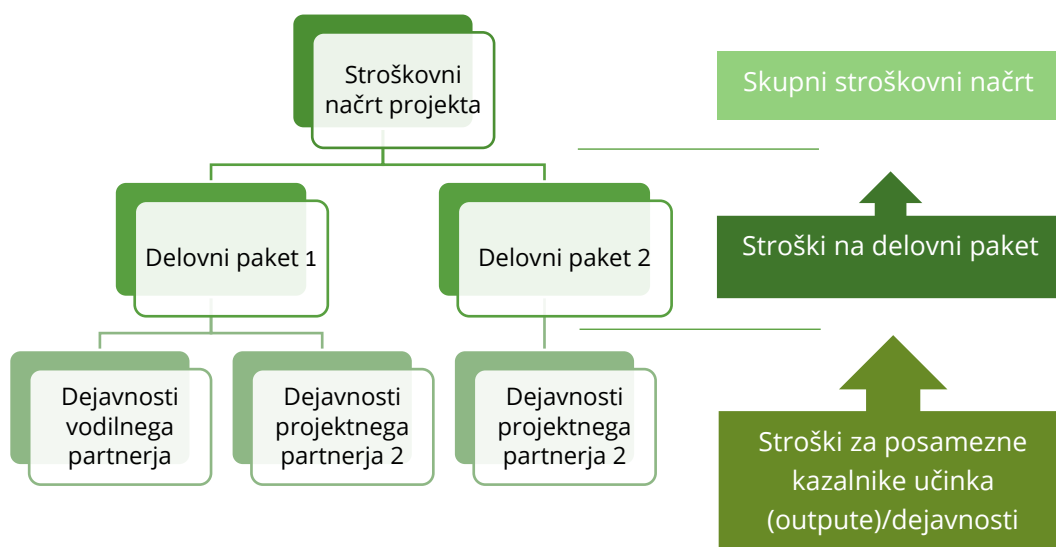 Stroškovni
načrt projekta
Skupni stroškovni načrt
Delovni paket 1
Delovni paket 2
Stroški na delovni paket
Dejavnosti
vodilnega
partnerja
Dejavnosti
projektnega
partnerja 2
Dejavnosti
projektnega
partnerja 2
Stroški za posamezne
kazalnike učinka
(outpute)/dejavnosti